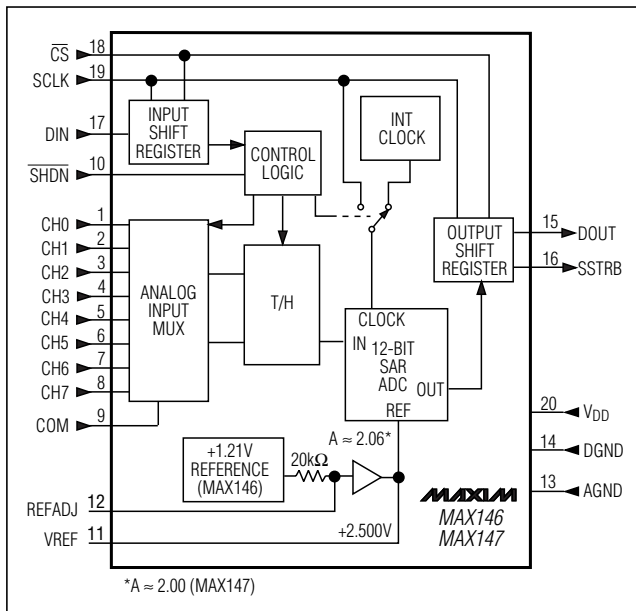 CS 18
SCLK 19
DIN 17
SHDN 10
CH0 1
CH1 2
CH2 3
CH3 4
CH4 5
CH5 6
CH6 7
CH7 8
COM 9
REFADJ 12
VREF 11
INPUT
SHIFT
REGISTER
CONTROL
LOGIC
INT
CLOCK
ANALOG
INPUT
MUX
T/H
CLOCK
IN
12-BIT
SAR
ADC
OUT
REF
OUTPUT
SHIFT
REGISTER
15 DOUT
16 SSTRB
20 VDD
14 DGND
13 AGND
+1.21V
REFERENCE
(MAX146)
20kΩ
A ≈ 2.06*
+2.500V
MAXIM
MAX146
MAX147
*A ≈ 2.00 (MAX147)